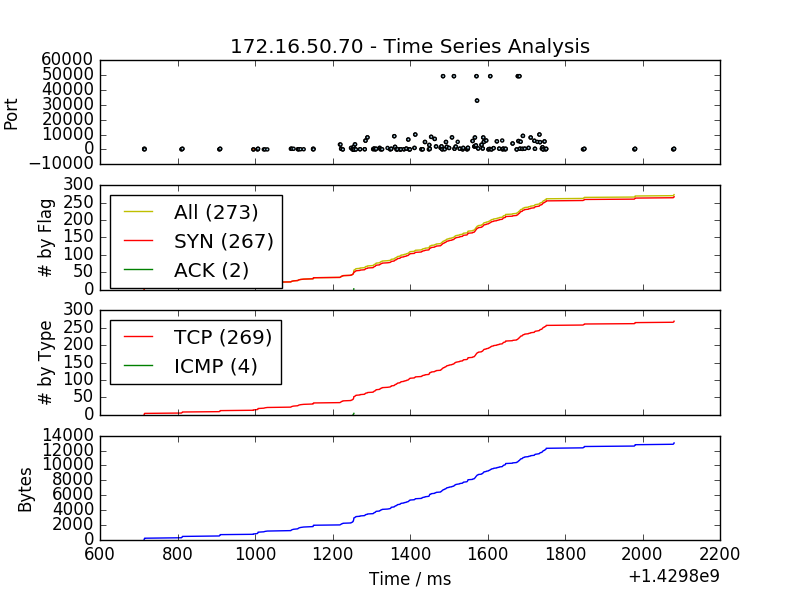 172.16.50.70 - Time Series Analysis
60000
50000
40000
30000
20000
10000
0
−10000
Port
300
250
200
150
100
50
0
# by Flag
All (273)
SYN (267)
ACK (2)
300
250
200
150
100
50
0
# by Type
TCP (269)
ICMP (4)
14000
12000
10000
8000
6000
4000
2000
0
Bytes
600 800 1000 1200 1400 1600 1800 2000 2200
Time / ms
+1.4298e9